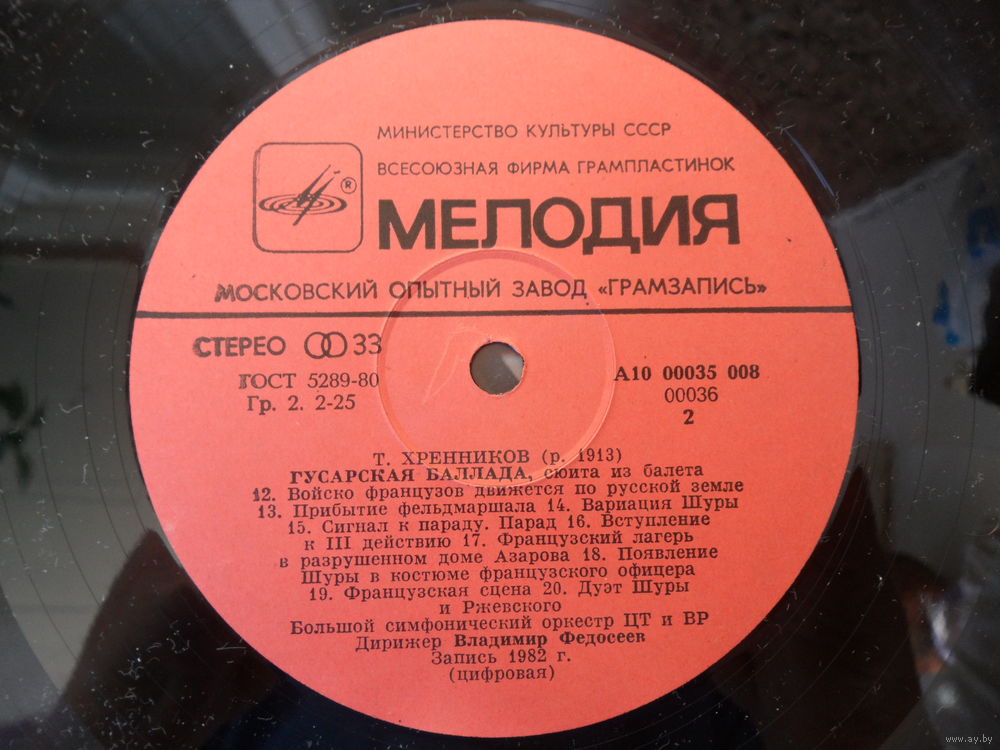 МИНИСТЕРСТВО КУЛЬТУРЫ СССР
ВСЕСОЮЗНАЯ ФИРМА ГРАМПЛАСТИНОК
®
МЕЛОДИЯ
МОСКОВСКИЙ ОПЫТНЫЙ ЗАВОД «ГРАМЗАПИСЬ»
СТЕРЕО 33
ГОСТ 5289-80
Гр. 2. 2-25
А10 00035 008
00036
2
Т. ХРЕННИКОВ (р. 1913)
ГУСАРСКАЯ БАЛЛАДА, сюита из балета
12. Войско французов движется по русской земле
13. Прибытие фельдмаршала 14. Вариация Шуры
15. Сигнал к параду. Парад 16. Вступление
к III действию 17. Французский лагерь
в разрушенном доме Азарова 18. Появление
Шуры в костюме французского офицера
19. Французская сцена 20. Дуэт Шуры
и Ржевского
Большой симфонический оркестр ЦТ и ВР
Дирижер Владимир Федосеев
Запись 1982 г.
(цифровая)
www.ay.by